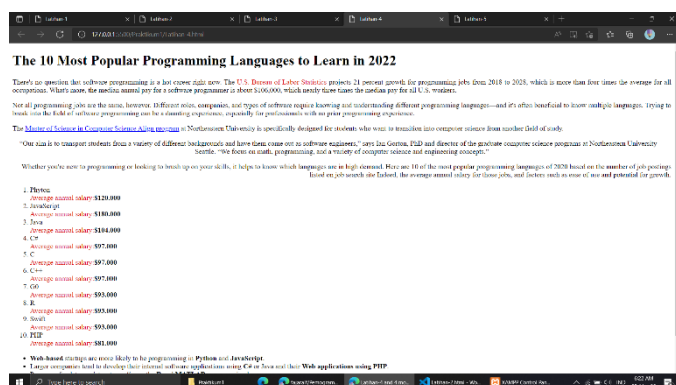 Latihan-1
Latihan-2
Latihan-3
Latihan-4
Latihan-5
The 10 Most Popular Programming Languages to Learn in 2022
There's no question that software programming is a hot career right now. The U.S. Bureau of Labor Statistics projects 21 percent growth for programming jobs from 2018 to 2028, which is more than four times the average for all
occupations. What's more, the median annual pay for a software programmer is about $106,000, which nearly three times the median pay for all U.S. workers.
Not all programming jobs are the same, however. Different roles, companies, and types of software require knowing and understanding different programming languages—and it's often beneficial to know multiple languages. Trying to
break into the field of software programming can be a daunting experience, especially for professionals with no prior programming experience.
The Master of Science in Computer Science Align program at Northeastern University is specifically designed for students who want to transition into computer science from another field of study.
"Our aim is to transport students from a variety of different backgrounds and have them come out as software engineers," says Ian Gorton, PhD and director of the graduate computer science programs at Northeastern University
Seattle. "We focus on math, programming, and a variety of computer science and engineering concepts."
Whether you're new to programming or looking to brush up on your skills, it helps to know which languages are in high demand. Here are 10 of the most popular programming languages of 2020 based on the number of job postings
listed on job search site Indeed, the average annual salary for those jobs, and factors such as ease of use and potential for growth.
1. Phyton
Average annual salary:$120.000
2. JavaScript
Average annual salary:$180.000
3. Java
Average annual salary:$104.000
4. C#
Average annual salary:$97.000
5. C
Average annual salary:$97.000
6. C++
Average annual salary:$97.000
7. GO
Average annual salary:$93.000
8. R
Average annual salary:$93.000
9. Swift
Average annual salary:$93.000
10. PHP
Average annual salary:$81.000
• Web-based startups are more likely to be programming in Python and JavaScript.
• Larger companies tend to develop their internal software applications using C# or Java and their Web applications using PHP.
Type here to search
Praktikum1
XAMPP Control Pan...